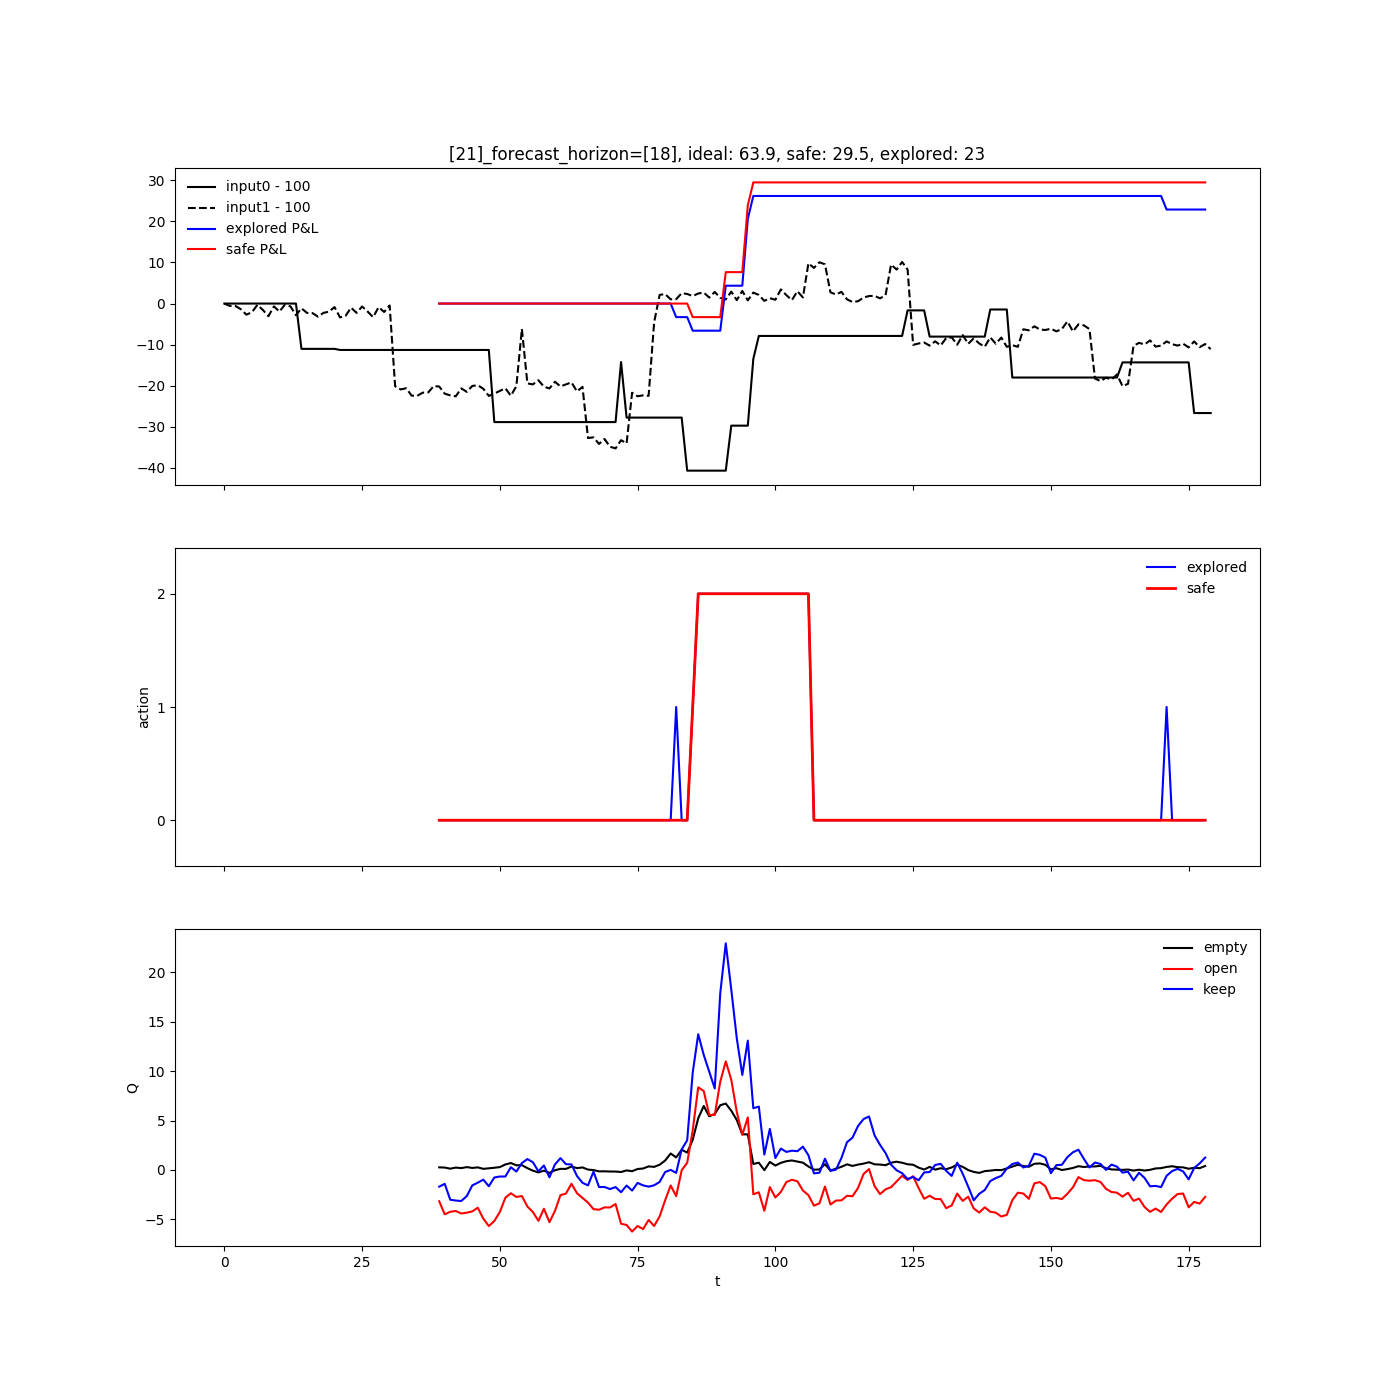 [21]_forecast_horizon=[18], ideal: 63.9, safe: 29.5, explored: 23
30
20
10
0
−10
−20
−30
−40
input0 - 100
input1 - 100
explored P&L
safe P&L
action
2
1
0
explored
safe
Q
20
15
10
5
0
−5
empty
open
keep
0 25 50 75 100 125 150 175
t